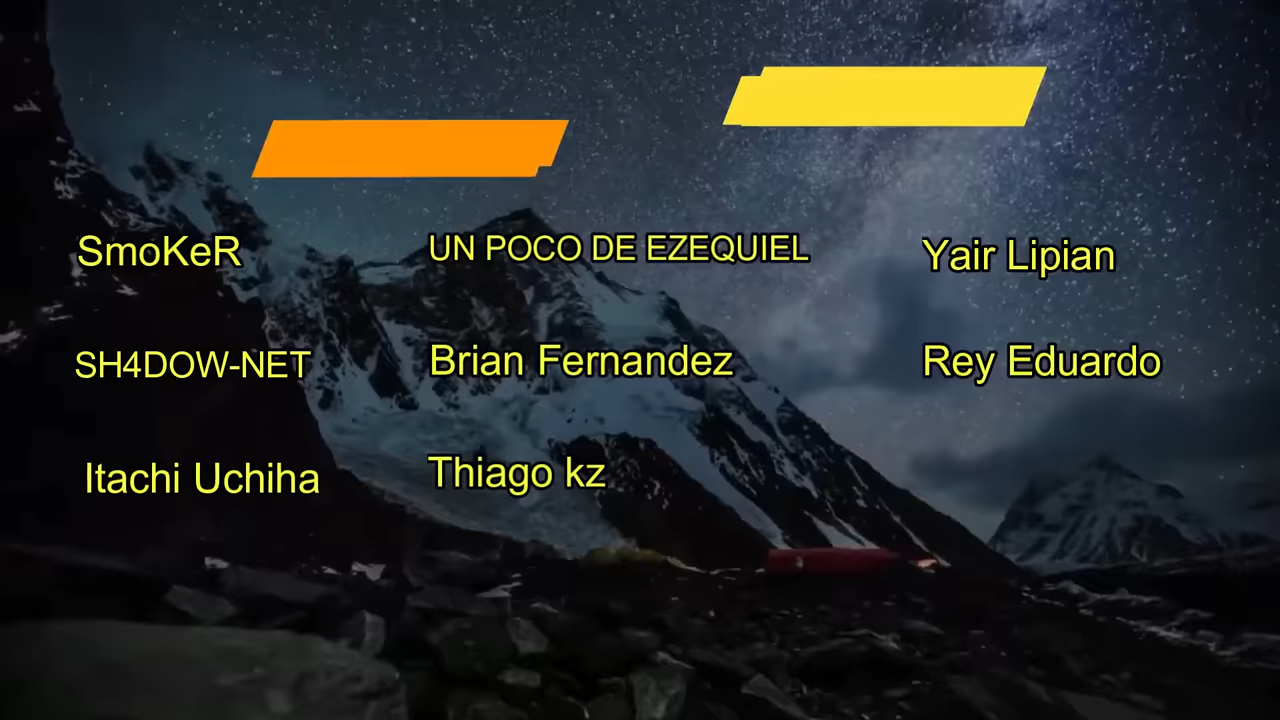 SmoKeR
UN POCO DE EZEQUIEL
Yair Lipian
SH4DOW-NET
Brian Fernandez
Rey Eduardo
Itachi Uchiha
Thiago kz